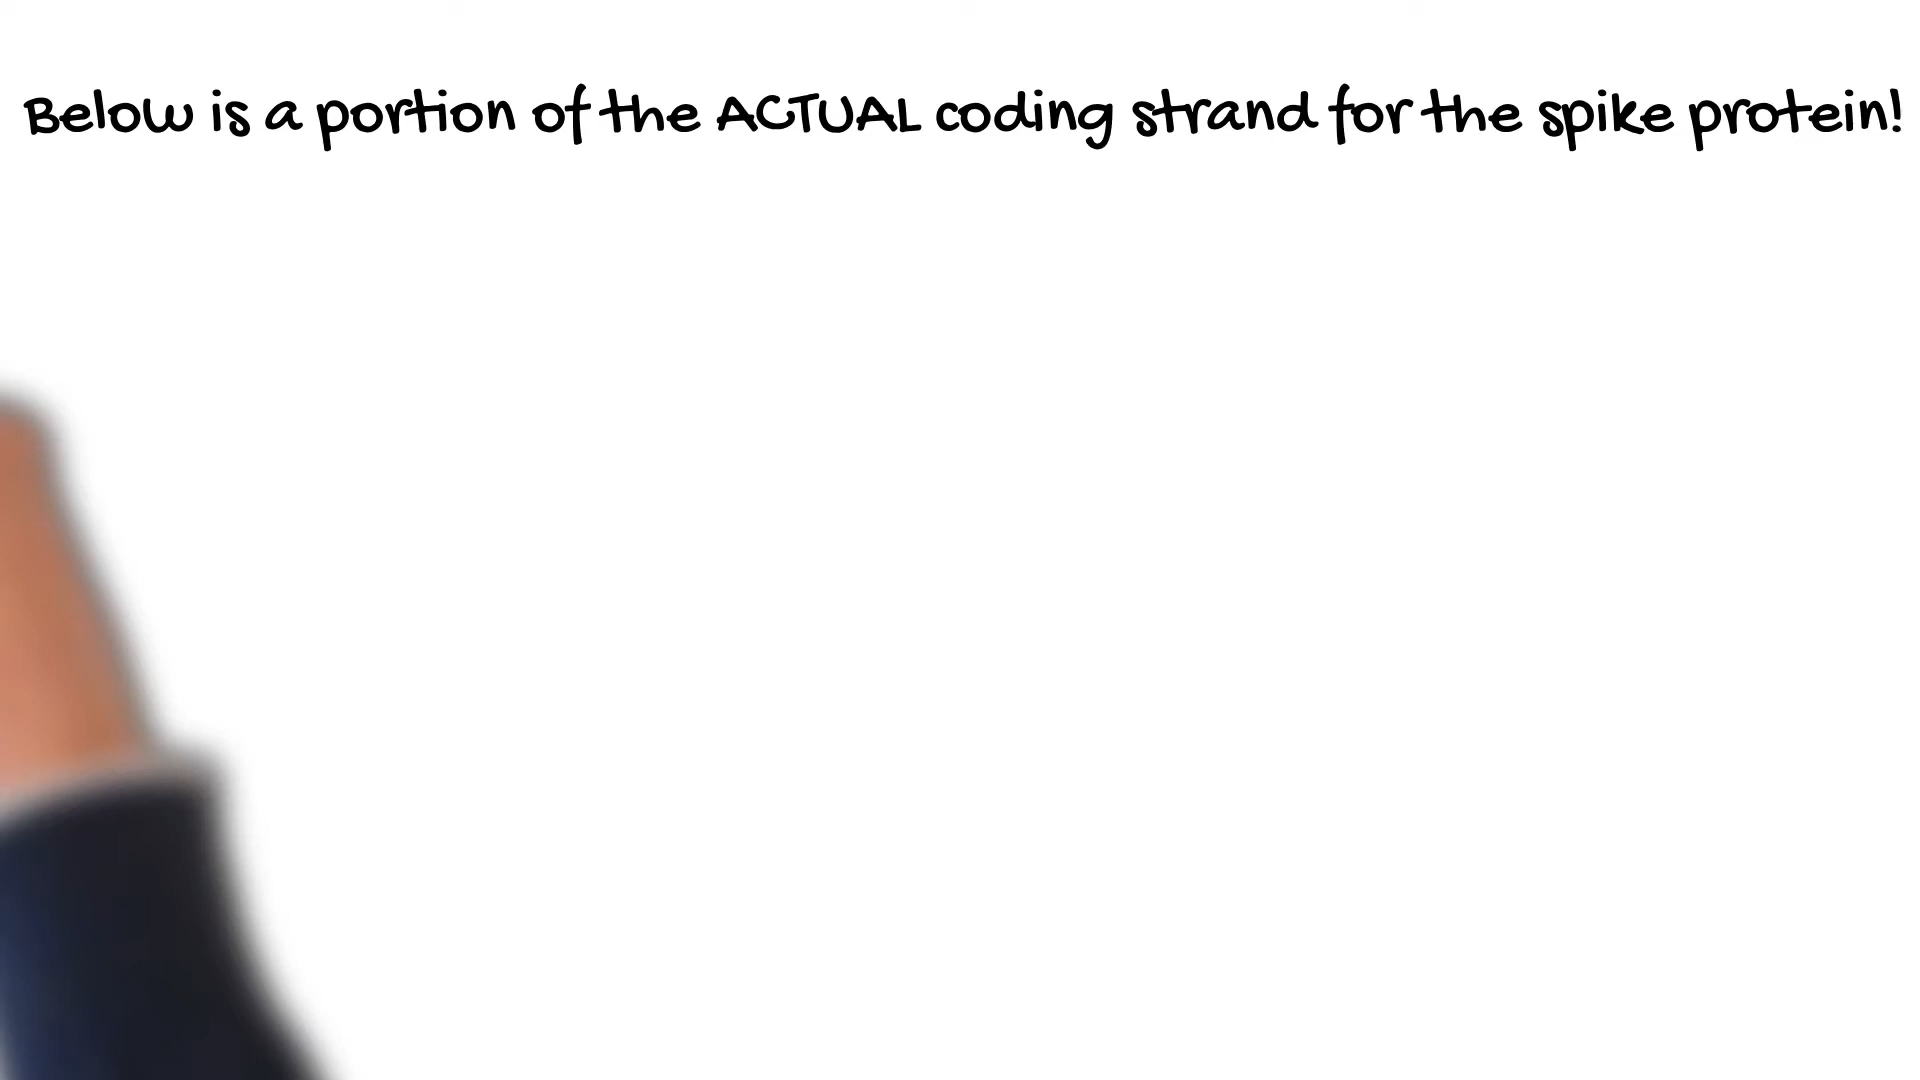 Below is a portion of the ACTUAL coding strand for the spike protein!